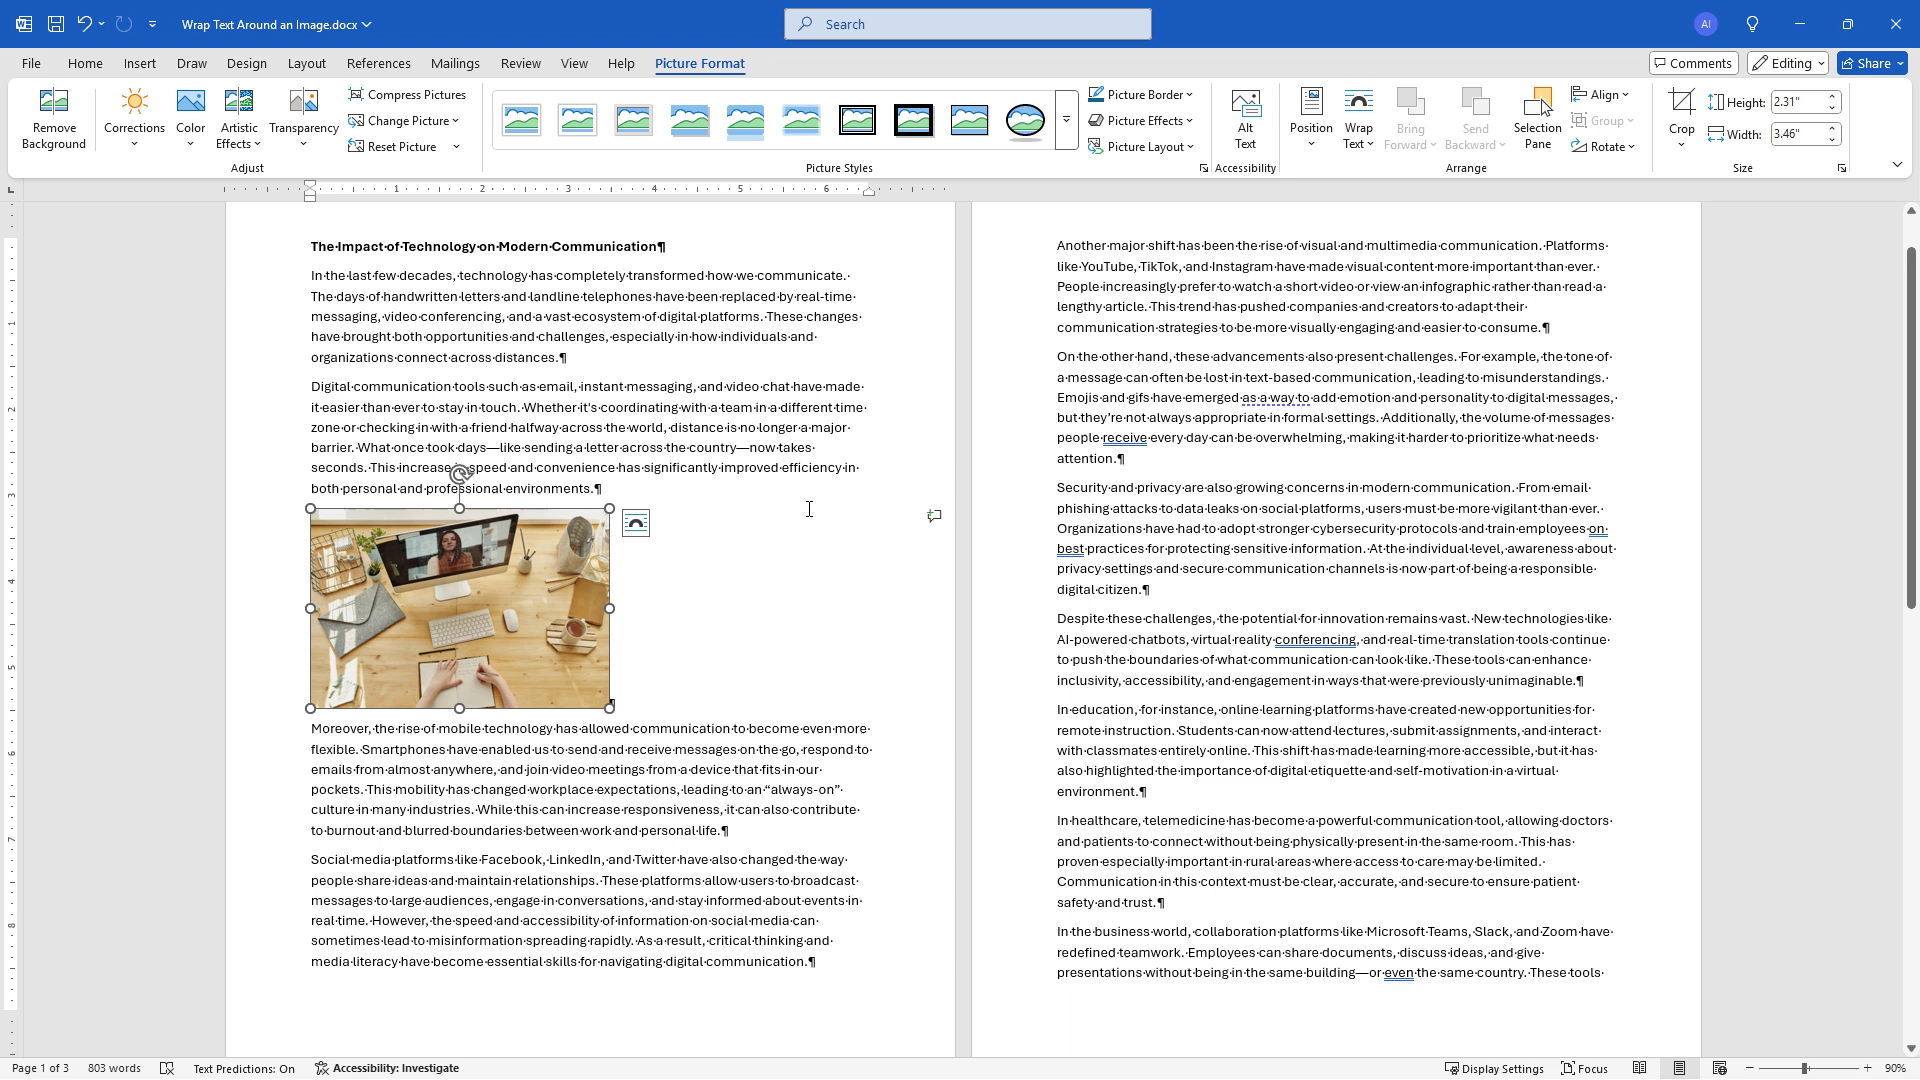 Wrap Text Around an Image.docx
Search
AI
File Home Insert Draw Design Layout References Mailings Review View Help Picture Format
Comments Editing Share
Remove Background
Corrections
Color
Artistic Effects
Transparency
Compress Pictures
Change Picture
Reset Picture
Adjust
Picture Styles
Picture Border
Picture Effects
Picture Layout
Alt Text
Accessibility
Position
Wrap Text
Bring Forward
Send Backward
Selection Pane
Align
Group
Rotate
Arrange
Crop
Height: 2.31"
Width: 3.46"
Size
1 2 3 4 5 6
1
2
3
4
5
6
7
8
The Impact of Technology on Modern Communication¶
In the last few decades, technology has completely transformed how we communicate.
The days of handwritten letters and landline telephones have been replaced by real-time
messaging, video conferencing, and a vast ecosystem of digital platforms. These changes
have brought both opportunities and challenges, especially in how individuals and
organizations connect across distances.¶
Digital communication tools such as email, instant messaging, and video chat have made
it easier than ever to stay in touch. Whether it's coordinating with a team in a different time
zone or checking in with a friend halfway across the world, distance is no longer a major
barrier. What once took days—like sending a letter across the country—now takes
seconds. This increase speed and convenience has significantly improved efficiency in
both personal and professional environments.¶
¶
Moreover, the rise of mobile technology has allowed communication to become even more
flexible. Smartphones have enabled us to send and receive messages on the go, respond to
emails from almost anywhere, and join video meetings from a device that fits in our
pockets. This mobility has changed workplace expectations, leading to an “always-on”
culture in many industries. While this can increase responsiveness, it can also contribute
to burnout and blurred boundaries between work and personal life.¶
Social media platforms like Facebook, LinkedIn, and Twitter have also changed the way
people share ideas and maintain relationships. These platforms allow users to broadcast
messages to large audiences, engage in conversations, and stay informed about events in
real time. However, the speed and accessibility of information on social media can
sometimes lead to misinformation spreading rapidly. As a result, critical thinking and
media literacy have become essential skills for navigating digital communication.¶
Another major shift has been the rise of visual and multimedia communication. Platforms
like YouTube, TikTok, and Instagram have made visual content more important than ever.
People increasingly prefer to watch a short video or view an infographic rather than read a
lengthy article. This trend has pushed companies and creators to adapt their
communication strategies to be more visually engaging and easier to consume.¶
On the other hand, these advancements also present challenges. For example, the tone of
a message can often be lost in text-based communication, leading to misunderstandings.
Emojis and gifs have emerged as a way to add emotion and personality to digital messages,
but they’re not always appropriate in formal settings. Additionally, the volume of messages
people receive every day can be overwhelming, making it harder to prioritize what needs
attention.¶
Security and privacy are also growing concerns in modern communication. From email
phishing attacks to data leaks on social platforms, users must be more vigilant than ever.
Organizations have had to adopt stronger cybersecurity protocols and train employees on
best practices for protecting sensitive information. At the individual level, awareness about
privacy settings and secure communication channels is now part of being a responsible
digital citizen.¶
Despite these challenges, the potential for innovation remains vast. New technologies like
AI-powered chatbots, virtual reality conferencing, and real-time translation tools continue
to push the boundaries of what communication can look like. These tools can enhance
inclusivity, accessibility, and engagement in ways that were previously unimaginable.¶
In education, for instance, online learning platforms have created new opportunities for
remote instruction. Students can now attend lectures, submit assignments, and interact
with classmates entirely online. This shift has made learning more accessible, but it has
also highlighted the importance of digital etiquette and self-motivation in a virtual
environment.¶
In healthcare, telemedicine has become a powerful communication tool, allowing doctors
and patients to connect without being physically present in the same room. This has
proven especially important in rural areas where access to care may be limited.
Communication in this context must be clear, accurate, and secure to ensure patient
safety and trust.¶
In the business world, collaboration platforms like Microsoft Teams, Slack, and Zoom have
redefined teamwork. Employees can share documents, discuss ideas, and give
presentations without being in the same building—or even the same country. These tools
Page 1 of 3 803 words Text Predictions: On Accessibility: Investigate Display Settings Focus 90%